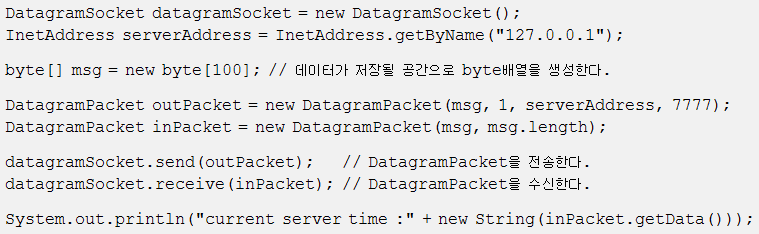 DatagramSocket datagramSocket = new DatagramSocket();
InetAddress serverAddress = InetAddress.getByName("127.0.0.1");
byte[] msg = new byte[100]; // 데이터가 저장될 공간으로 byte배열을 생성한다.
DatagramPacket outPacket = new DatagramPacket(msg, 1, serverAddress, 7777);
DatagramPacket inPacket = new DatagramPacket(msg, msg.length);
datagramSocket.send(outPacket); // DatagramPacket을 전송한다.
datagramSocket.receive(inPacket); // DatagramPacket을 수신한다.
System.out.println("current server time :" + new String(inPacket.getData()));